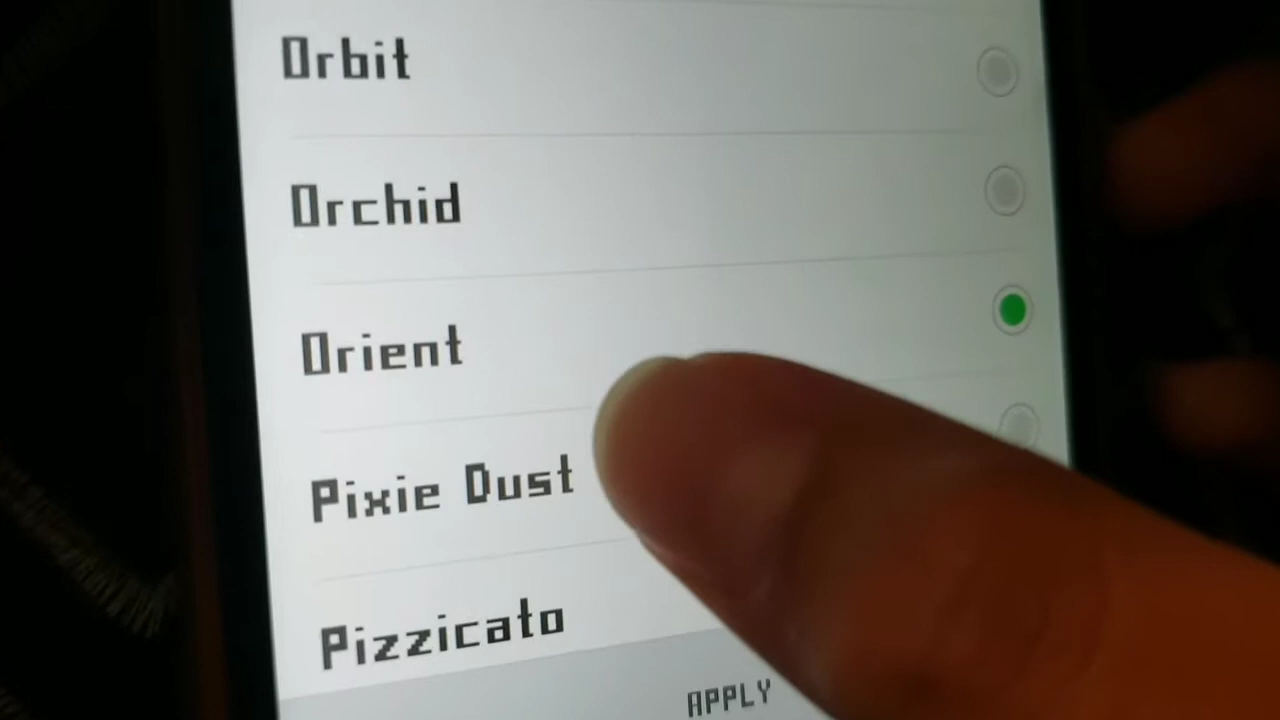 Orbit
Orchid
Orient
Pixie Dust
Pizzicato
APPLY